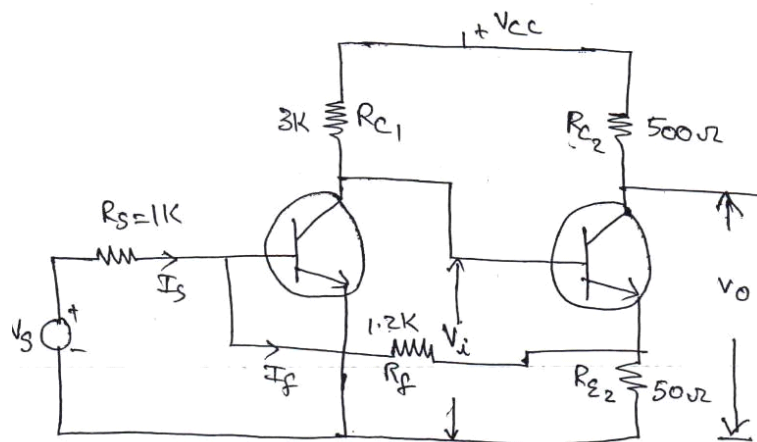 + Vcc
3K RC1
RC2 500Ω
RS=1K
IS
VS
+
-
1.2K
Vi
Vo
If
Rf
RE2 50Ω